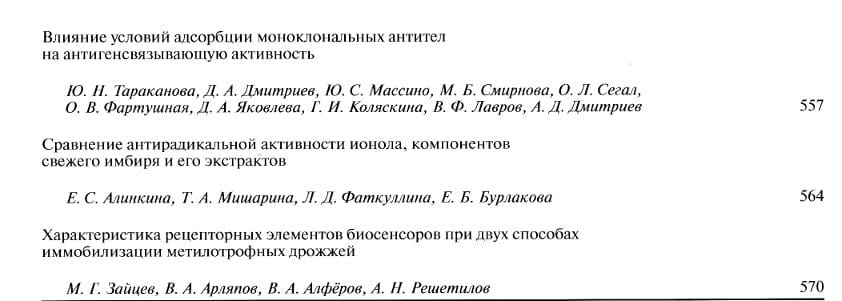 Влияние условий адсорбции моноклональных антител
на антигенсвязывающую активность
Ю. Н. Тараканова, Д. А. Дмитриев, Ю. С. Массино, М. Б. Смирнова, О. Л. Сегал,
О. В. Фартушная, Д. А. Яковлева, Г. И. Коляскина, В. Ф. Лавров, А. Д. Дмитриев 557
Сравнение антирадикальной активности ионола, компонентов
свежего имбиря и его экстрактов
Е. С. Алинкина, Т. А. Мишарина, Л. Д. Фаткуллина, Е. Б. Бурлакова 564
Характеристика рецепторных элементов биосенсоров при двух способах
иммобилизации метилотрофных дрожжей
М. Г. Зайцев, В. А. Арляпов, В. А. Алфёров, А. Н. Решетилов 570